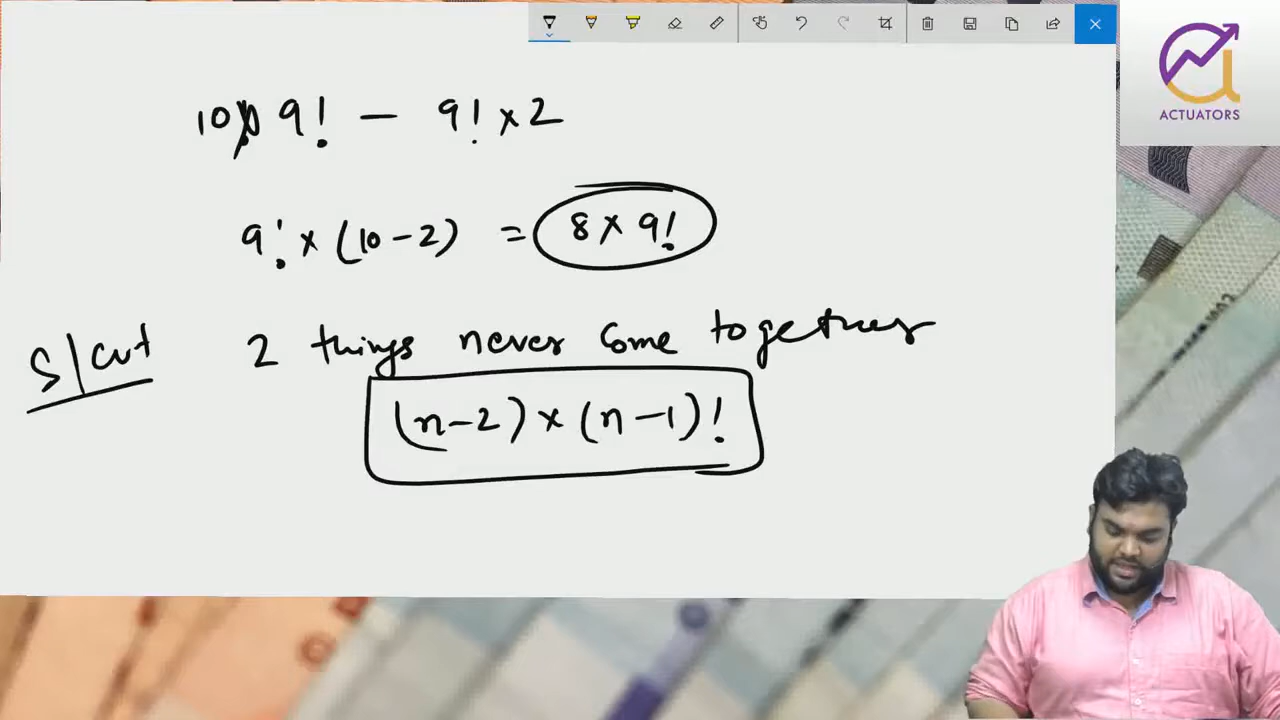 ACTUATORS
10 9! - 9! × 2
9! × (10-2) = 8 × 9!
S/cut 2 things never come together
(n-2) × (n-1)!